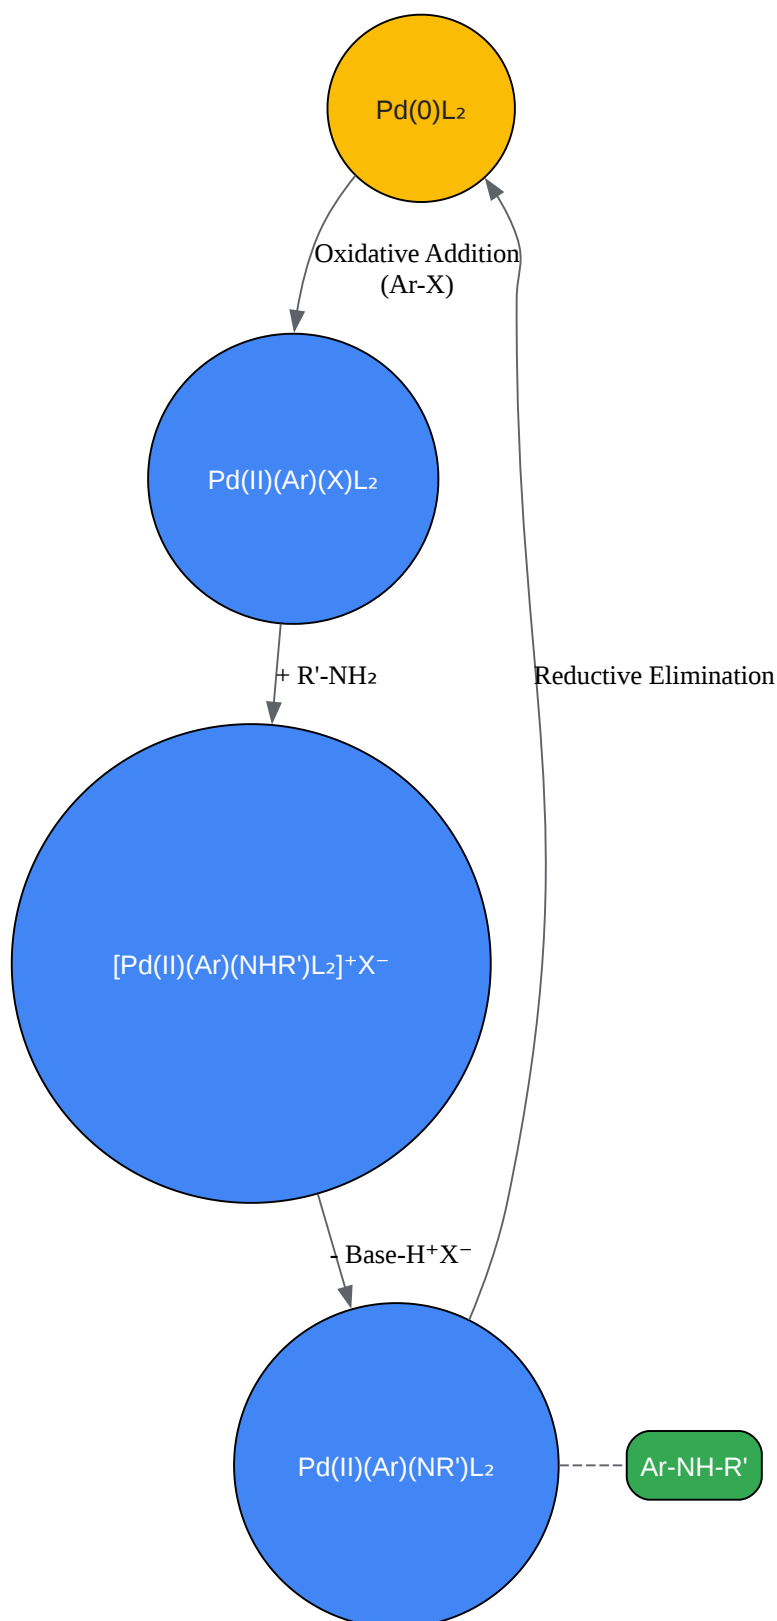 Pd(0)L₂
Oxidative Addition
(Ar-X)
Pd(II)(Ar)(X)L₂
+ R'-NH₂
Reductive Elimination
[Pd(II)(Ar)(NHR')L₂]⁺X⁻
- Base-H⁺X⁻
Pd(II)(Ar)(NR')L₂
Ar-NH-R'